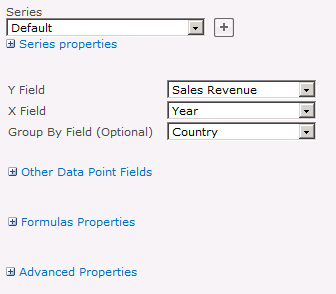 Series
Default
Series properties
Y Field Sales Revenue
X Field Year
Group By Field (Optional) Country
Other Data Point Fields
Formulas Properties
Advanced Properties